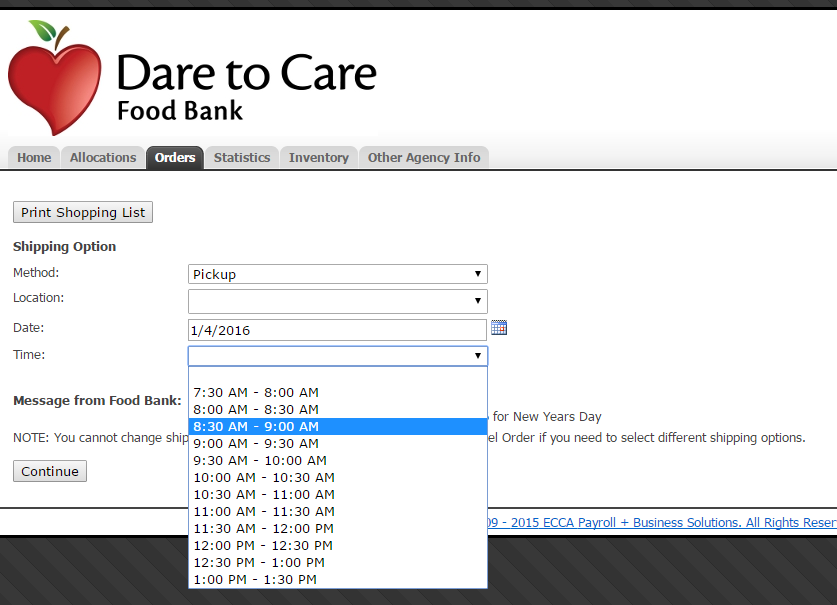 Dare to Care
Food Bank
Home Allocations Orders Statistics Inventory Other Agency Info
Print Shopping List
Shipping Option
Method: Pickup
Location:
Date: 1/4/2016
Time:
7:30 AM - 8:00 AM
8:00 AM - 8:30 AM
8:30 AM - 9:00 AM
9:00 AM - 9:30 AM
9:30 AM - 10:00 AM
10:00 AM - 10:30 AM
10:30 AM - 11:00 AM
11:00 AM - 11:30 AM
11:30 AM - 12:00 PM
12:00 PM - 12:30 PM
12:30 PM - 1:00 PM
1:00 PM - 1:30 PM
Message from Food Bank:
for New Years Day
NOTE: You cannot change ship el Order if you need to select different shipping options.
Continue
09 - 2015 ECCA Payroll + Business Solutions. All Rights Reser